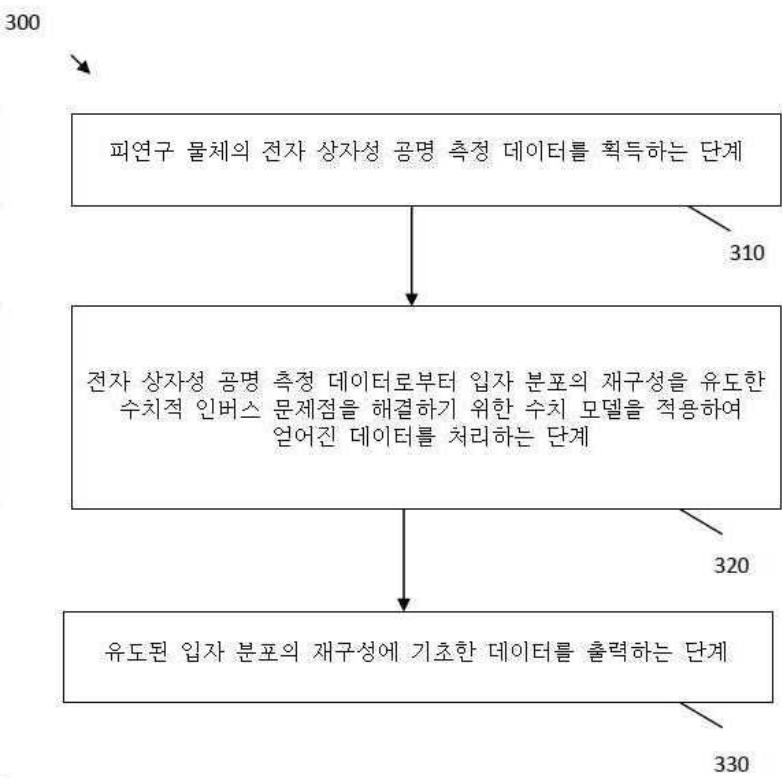 300
피연구 물체의 전자 상자성 공명 측정 데이터를 획득하는 단계
310
전자 상자성 공명 측정 데이터로부터 입자 분포의 재구성을 유도한
수치적 인버스 문제점을 해결하기 위한 수치 모델을 적용하여
얻어진 데이터를 처리하는 단계
320
유도된 입자 분포의 재구성에 기초한 데이터를 출력하는 단계
330